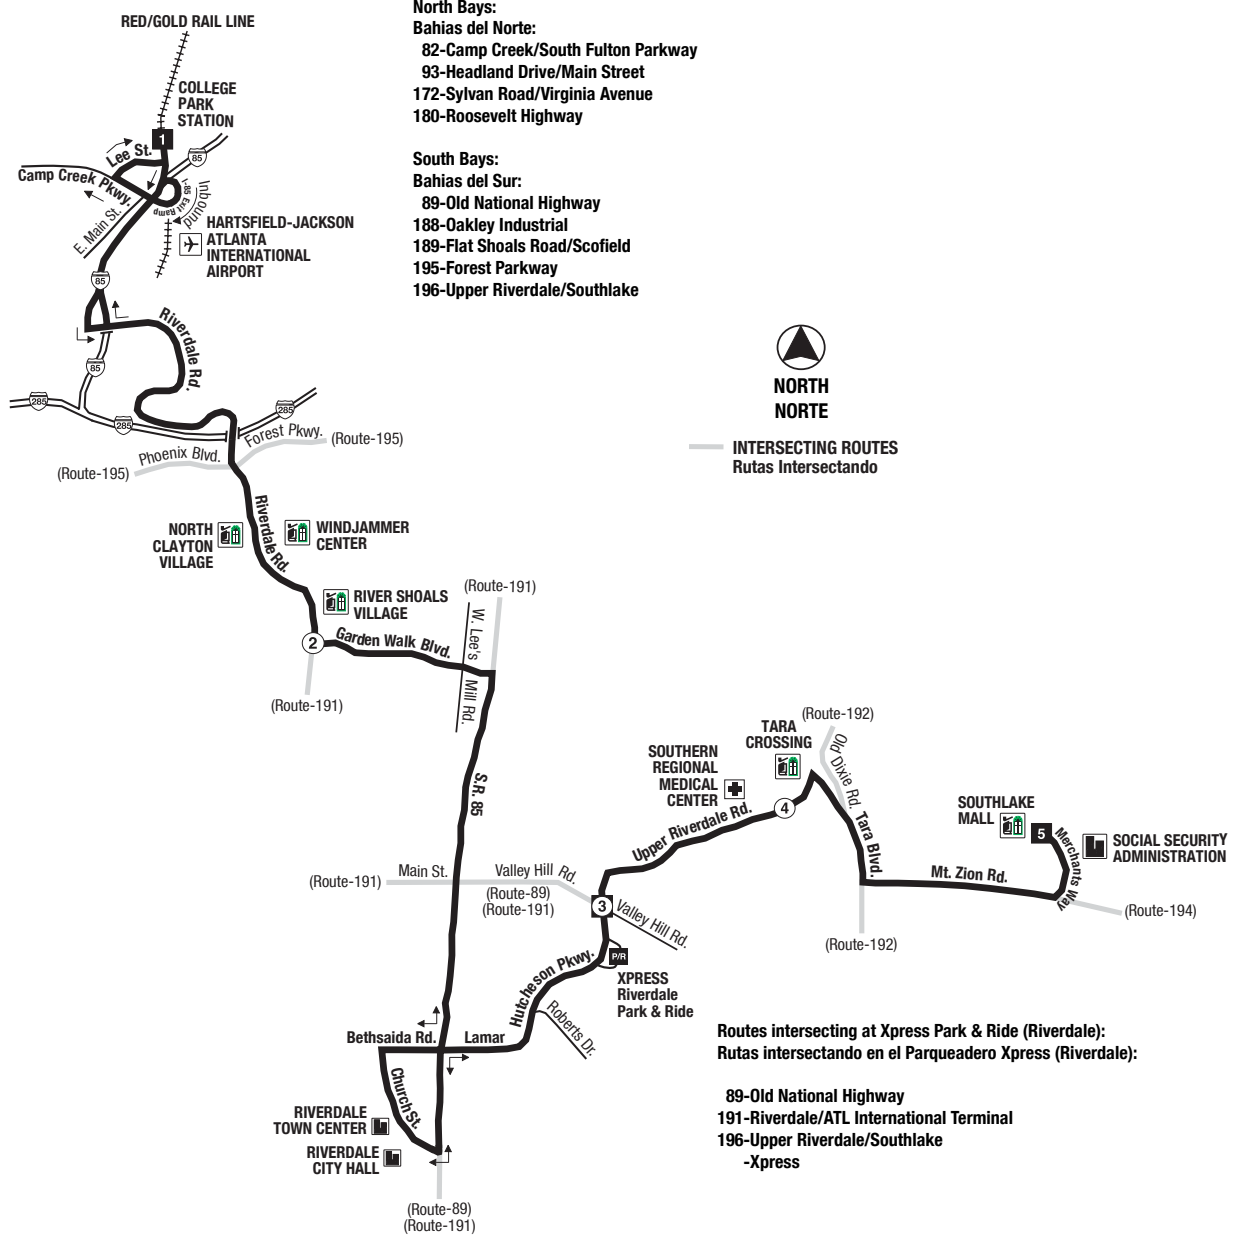 RED/GOLD RAIL LINE
COLLEGE
PARK
STATION
1
Lee St.
85
Camp Creek Pkwy.
E. Main St.
I-85 Exit Ramp
Inbound
HARTSFIELD-JACKSON
ATLANTA
INTERNATIONAL
AIRPORT
85
Riverdale Rd.
85
285
285
285
North Bays:
Bahias del Norte:
82-Camp Creek/South Fulton Parkway
93-Headland Drive/Main Street
172-Sylvan Road/Virginia Avenue
180-Roosevelt Highway
South Bays:
Bahias del Sur:
89-Old National Highway
188-Oakley Industrial
189-Flat Shoals Road/Scofield
195-Forest Parkway
196-Upper Riverdale/Southlake
NORTH
NORTE
INTERSECTING ROUTES
Rutas Intersectando
Forest Pkwy.
(Route-195)
Phoenix Blvd.
(Route-195)
Riverdale Rd.
NORTH
CLAYTON
VILLAGE
WINDJAMMER
CENTER
RIVER SHOALS
VILLAGE
2
Garden Walk Blvd.
(Route-191)
(Route-191)
W. Lee's
Mill Rd.
S.R. 85
SOUTHERN
REGIONAL
MEDICAL
CENTER
TARA
CROSSING
(Route-192)
Old Dixie Rd.
4
Upper Riverdale Rd.
Tara Blvd.
SOUTHLAKE
MALL
5
Merchants Way
SOCIAL SECURITY
ADMINISTRATION
Mt. Zion Rd.
(Route-194)
(Route-192)
(Route-191)
Main St.
Valley Hill Rd.
(Route-89)
(Route-191)
3
Valley Hill Rd.
P/R
XPRESS
Riverdale
Park & Ride
Hutcheson Pkwy.
Roberts Dr.
Bethsaida Rd.
Lamar
Church St.
RIVERDALE
TOWN CENTER
RIVERDALE
CITY HALL
(Route-89)
(Route-191)
Routes intersecting at Xpress Park & Ride (Riverdale):
Rutas intersectando en el Parqueadero Xpress (Riverdale):
89-Old National Highway
191-Riverdale/ATL International Terminal
196-Upper Riverdale/Southlake
-Xpress